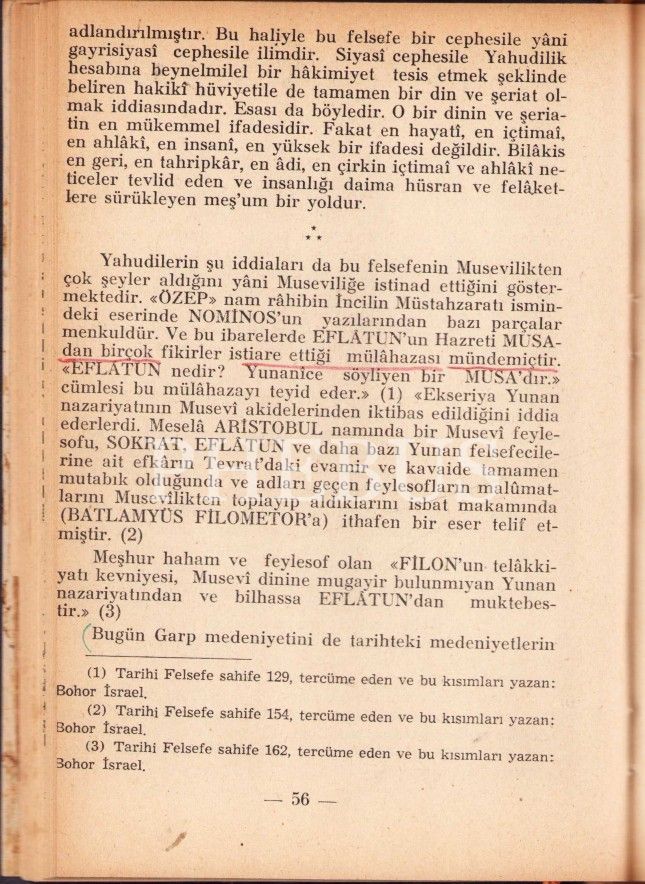 adlandırılmıştır. Bu haliyle bu felsefe bir cephesile yâni
gayrisiyasî cephesile ilimdir. Siyasî cephesile Yahudilik
hesabına beynelmilel bir hâkimiyet tesis etmek şeklinde
beliren hakikî hüviyetile de tamamen bir din ve şeriat ol-
mak iddiasındadır. Esası da böyledir. O bir dinin ve şeria-
tin en mükemmel ifadesidir. Fakat en hayatî, en içtimaî,
en ahlâkî, en insanî, en yüksek bir ifadesi değildir. Bilâkis
en geri, en tahripkâr, en âdi, en çirkin içtimaî ve ahlâkî ne-
ticeler tevlid eden ve insanlığı daima hüsran ve felâket-
lere sürükleyen meş'um bir yoldur.
Yahudilerin şu iddiaları da bu felsefenin Musevilikten
çok şeyler aldığını yâni Museviliğe istinad ettiğini göster-
mektedir. «ÖZEP» nam râhibin İncilin Müstahzaratı ismin-
deki eserinde NOMİNOS'un yazılarından bazı parçalar
menkuldür. Ve bu ibarelerde EFLÂTUN'un Hazreti MUSA-
dan birçok fikirler istiare ettiği mülâhazası mündemiçtir.
«EFLÂTUN nedir? Yunanice söyliyen bir MUSA'dır.»
cümlesi bu mülâhazayı teyid eder.» (1) «Ekseriya Yunan
nazariyatının Musevî akidelerinden iktibas edildiğini iddia
ederlerdi. Meselâ ARİSTOBUL namında bir Musevî feyle-
sofu, SOKRAT, EFLÂTUN ve daha bazı Yunan felsefecile-
rine ait efkârın Tevrat'daki evamir ve kavaide tamamen
mutabık olduğunda ve adları geçen feylesofların malûmat-
larını Musevîlikten toplayıp aldıklarını isbat makamında
(BATLAMYÜS FİLOMETOR'a) ithafen bir eser telif et-
miştir. (2)
Meşhur haham ve feylesof olan «FİLON'un telâkki-
yatı kevniyesi, Musevî dinine mugayir bulunmıyan Yunan
nazariyatından ve bilhassa EFLÂTUN'dan muktebes-
tir.» (3)
Bugün Garp medeniyetini de tarihteki medeniyetlerin
(1) Tarihi Felsefe sahife 129, tercüme eden ve bu kısımları yazan:
Bohor İsrael.
(2) Tarihi Felsefe sahife 154, tercüme eden ve bu kısımları yazan:
Bohor İsrael.
(3) Tarihi Felsefe sahife 162, tercüme eden ve bu kısımları yazan:
Bohor İsrael.
— 56 —